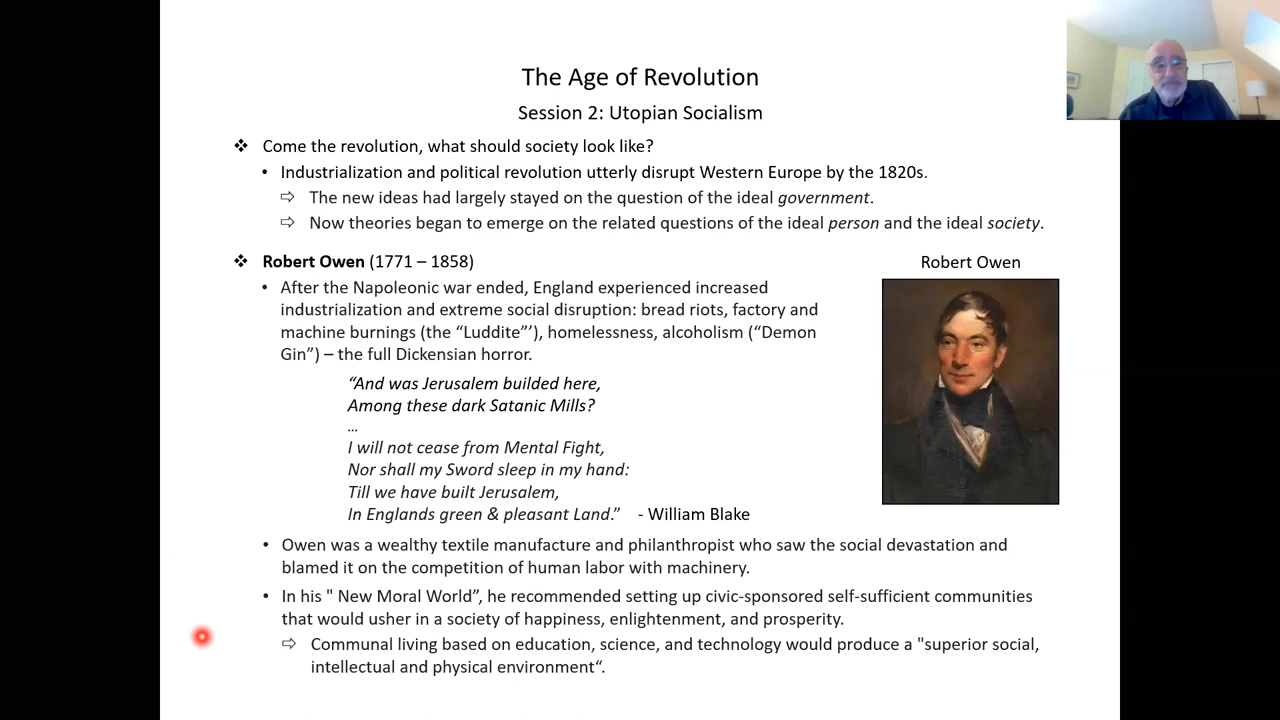 The Age of Revolution
Session 2: Utopian Socialism
❖ Come the revolution, what should society look like?
• Industrialization and political revolution utterly disrupt Western Europe by the 1820s.
⇨ The new ideas had largely stayed on the question of the ideal government.
⇨ Now theories began to emerge on the related questions of the ideal person and the ideal society.
❖ Robert Owen (1771 – 1858)
Robert Owen
• After the Napoleonic war ended, England experienced increased
industrialization and extreme social disruption: bread riots, factory and
machine burnings (the “Luddite”’), homelessness, alcoholism (“Demon
Gin”) – the full Dickensian horror.
“And was Jerusalem builded here,
Among these dark Satanic Mills?
…
I will not cease from Mental Fight,
Nor shall my Sword sleep in my hand:
Till we have built Jerusalem,
In Englands green & pleasant Land.” - William Blake
• Owen was a wealthy textile manufacture and philanthropist who saw the social devastation and
blamed it on the competition of human labor with machinery.
• In his " New Moral World”, he recommended setting up civic-sponsored self-sufficient communities
that would usher in a society of happiness, enlightenment, and prosperity.
⇨ Communal living based on education, science, and technology would produce a "superior social,
intellectual and physical environment“.